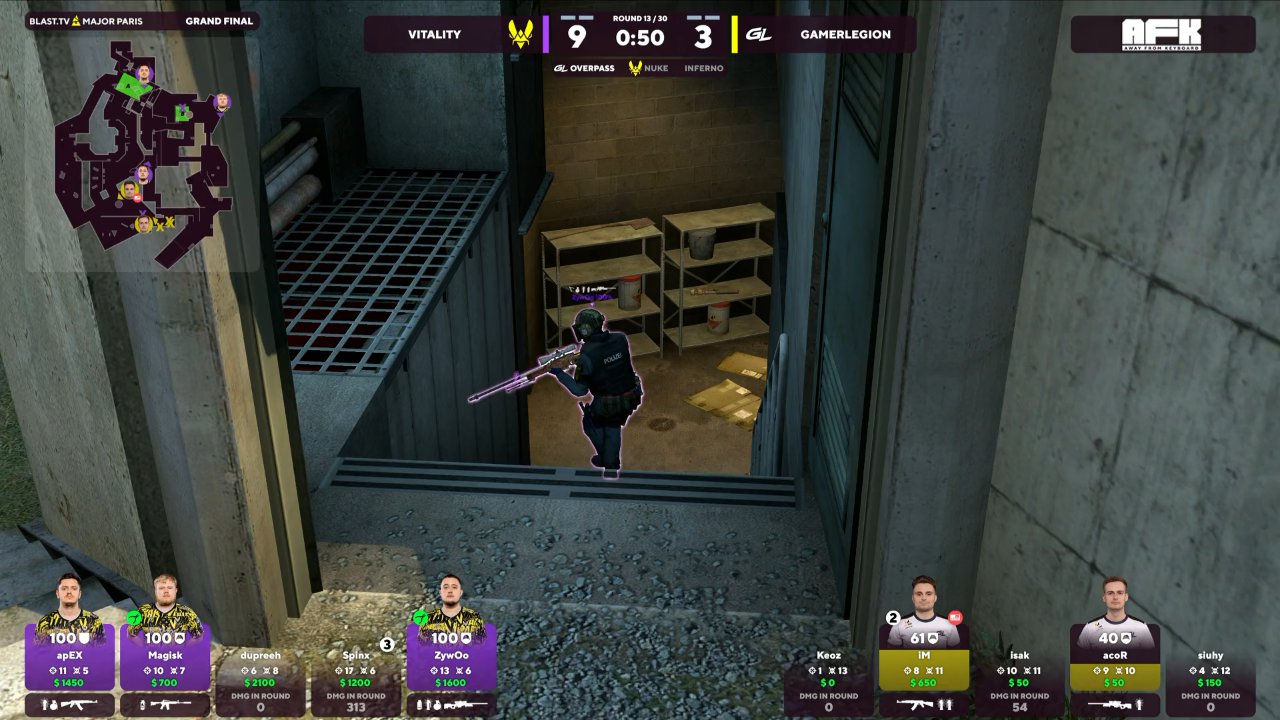 BLAST.TV MAJOR PARIS GRAND FINAL
VITALITY 9 ROUND 13 / 30 0:50 3 GL GAMERLEGION
GL OVERPASS NUKE INFERNO
AFK
AWAY FROM KEYBOARD
A
POLIZEI
100 apEX 11 5 $1450
100 Magisk 10 7 $700
dupreeh 6 8 $2100 DMG IN ROUND 0
3 Spinx 17 6 $1200 DMG IN ROUND 313
100 ZywOo 13 6 $1600
Keoz 1 13 $0 DMG IN ROUND 0
2 61 iM 8 11 $650
isak 10 11 $50 DMG IN ROUND 54
40 acoR 9 10 $50
siuhy 4 12 $150 DMG IN ROUND 0